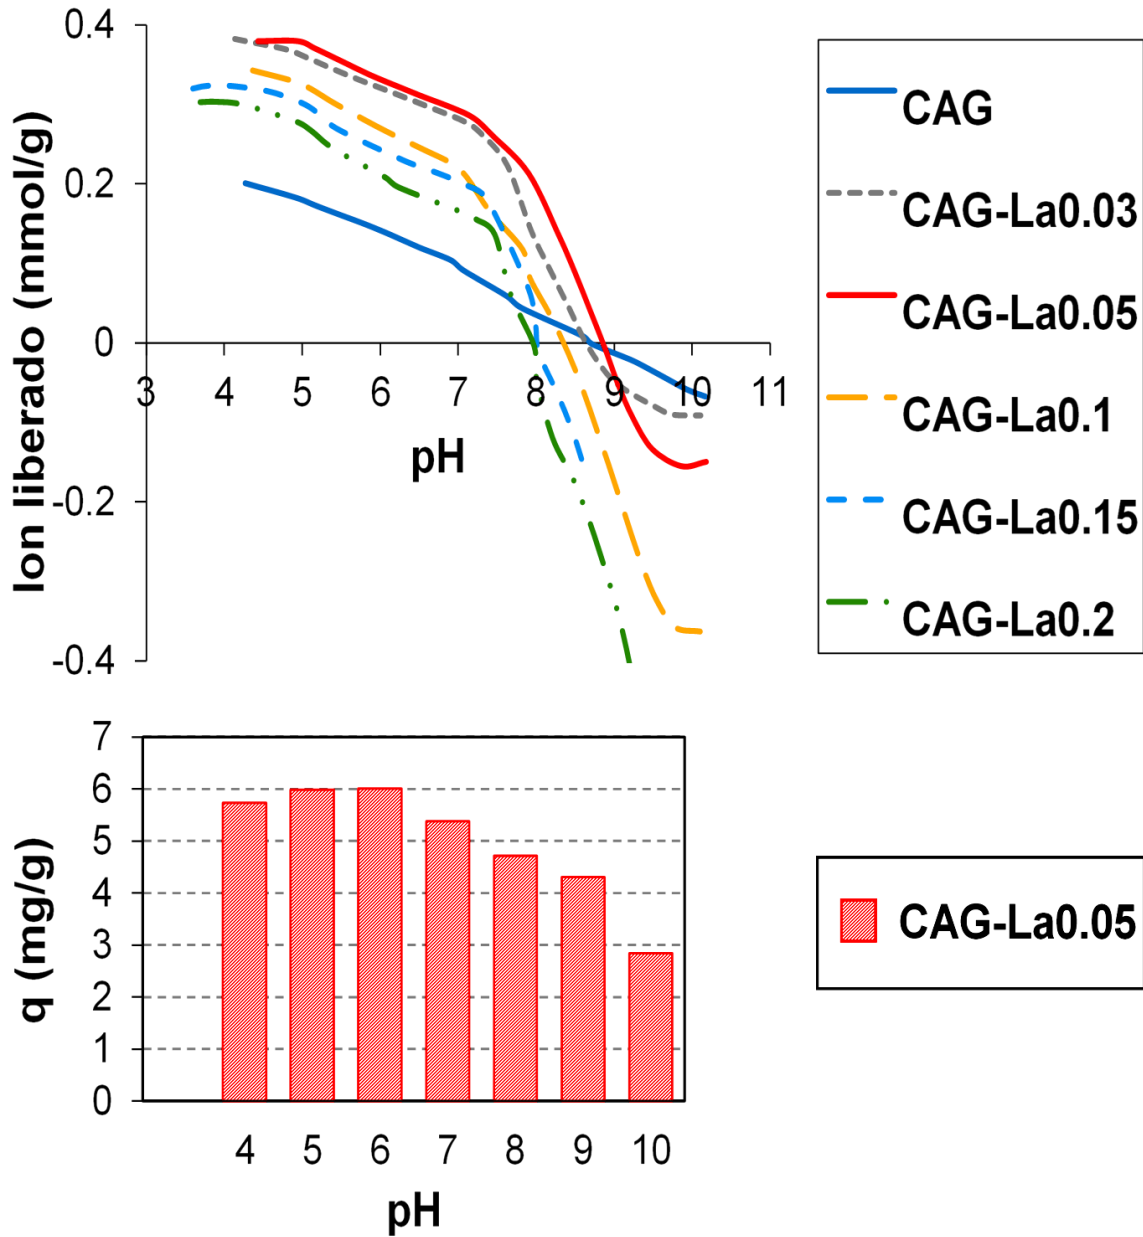 Ion liberado (mmol/g)
0.4
0.2
0
-0.2
-0.4
3 4 5 6 7 8 9 10 11
pH
CAG
CAG-La0.03
CAG-La0.05
CAG-La0.1
CAG-La0.15
CAG-La0.2
q (mg/g)
7
6
5
4
3
2
1
0
4 5 6 7 8 9 10
pH
CAG-La0.05